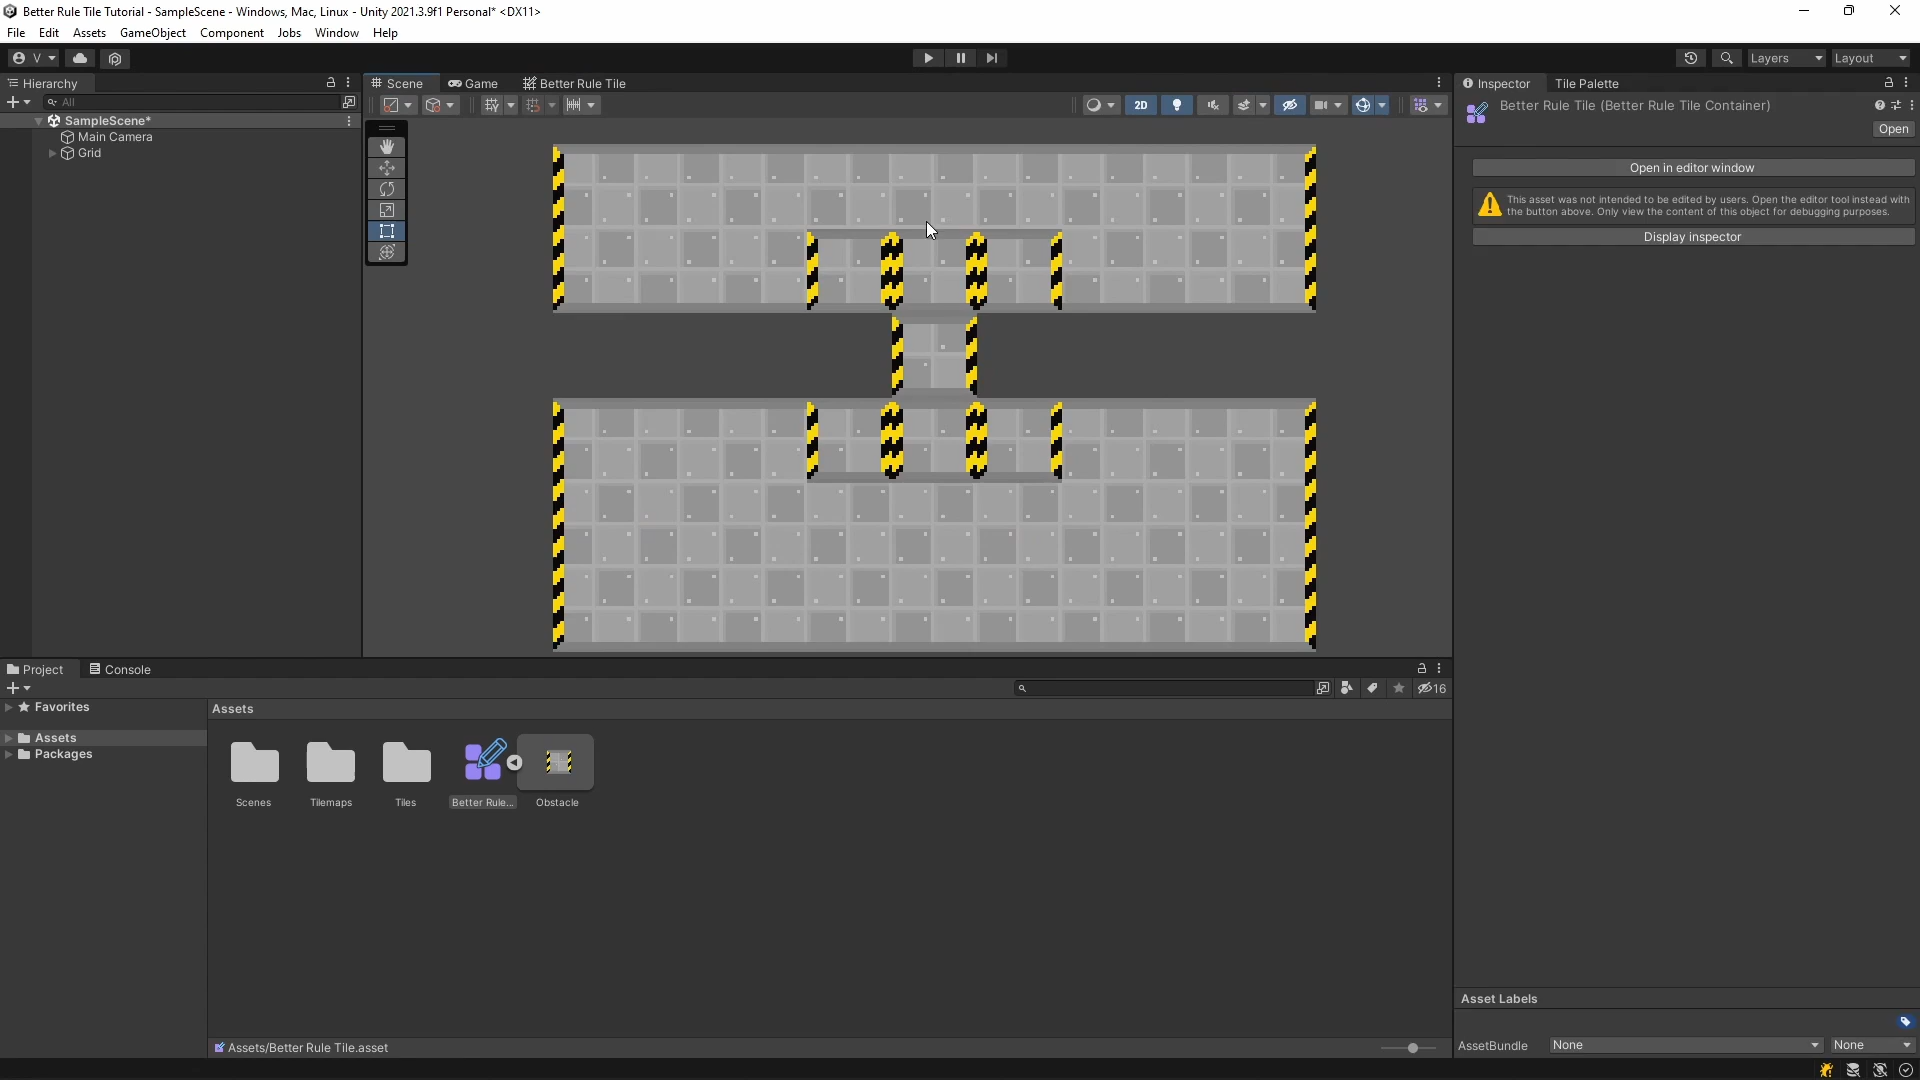 Better Rule Tile Tutorial - SampleScene - Windows, Mac, Linux - Unity 2021.3.9f1 Personal* <DX11>
File Edit Assets GameObject Component Jobs Window Help
V Layers Layout
Hierarchy
All
SampleScene*
Main Camera
Grid
Scene Game Better Rule Tile
2D
Inspector Tile Palette
Better Rule Tile (Better Rule Tile Container)
Open
Open in editor window
This asset was not intended to be edited by users. Open the editor tool instead with
the button above. Only view the content of this object for debugging purposes.
Display inspector
Project Console
16
Favorites
Assets
Packages
Assets
Scenes Tilemaps Tiles Better Rule... Obstacle
Assets/Better Rule Tile.asset
Asset Labels
AssetBundle None None